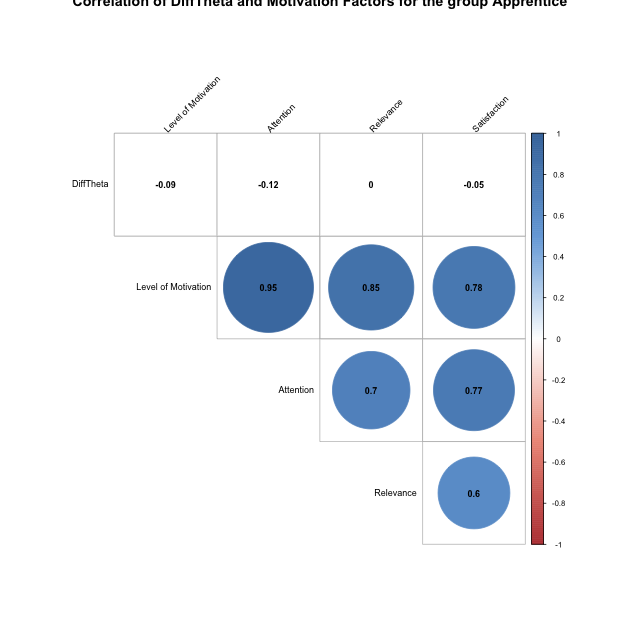 Correlation of DiffTheta and Motivation Factors for the group Apprentice
Level of Motivation
Attention
Relevance
Satisfaction
DiffTheta
-0.09
-0.12
0
-0.05
Level of Motivation
0.95
0.85
0.78
Attention
0.7
0.77
Relevance
0.6
1
0.8
0.6
0.4
0.2
0
-0.2
-0.4
-0.6
-0.8
-1